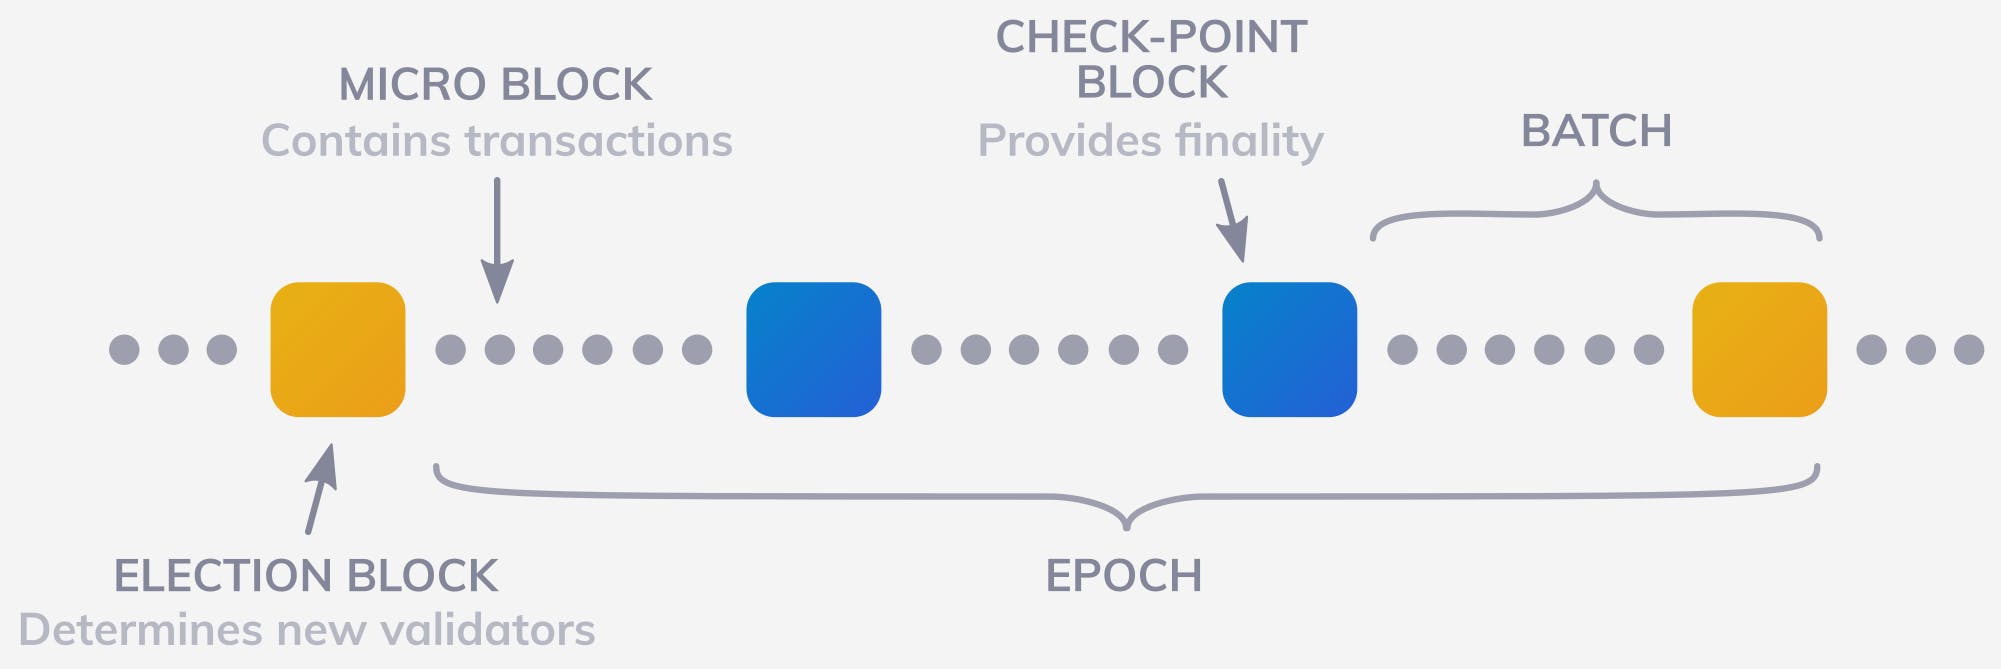 MICRO BLOCK
Contains transactions
CHECK-POINT
BLOCK
Provides finality
BATCH
ELECTION BLOCK
Determines new validators
EPOCH